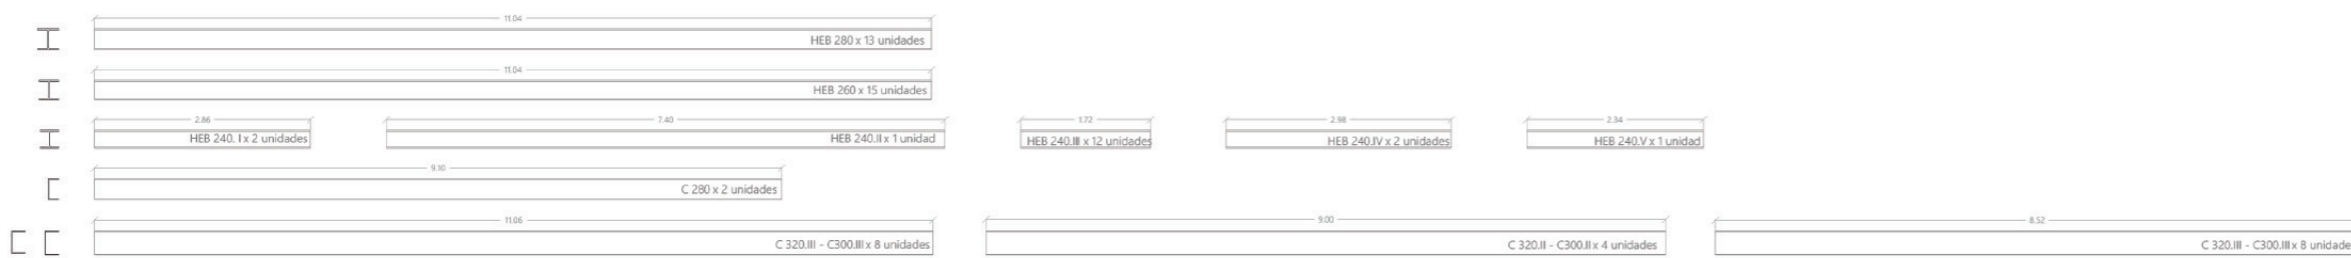 11.04
HEB 280 x 13 unidades
11.04
HEB 260 x 15 unidades
2.86 7.40 1.72 2.98 2.34
HEB 240. I x 2 unidades HEB 240.II x 1 unidad HEB 240.III x 12 unidades HEB 240.IV x 2 unidades HEB 240.V x 1 unidad
9.10
C 280 x 2 unidades
11.06 9.00 8.52
C 320.III - C300.III x 8 unidades C 320.II - C300.II x 4 unidades C 320.III - C300.III x 8 unidade